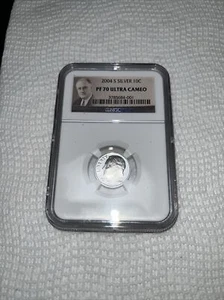 2004 S SILVER 10C
PF 70 ULTRA CAMEO
NGC